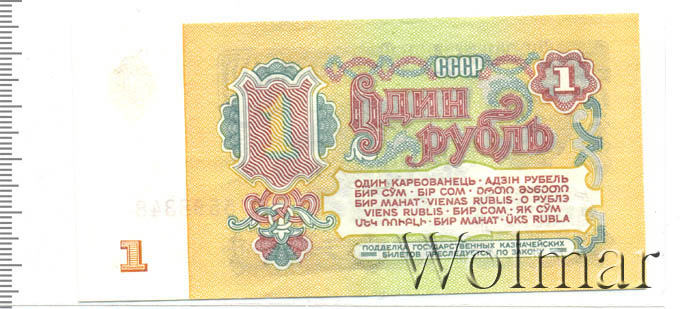 СССР
1
1
Один
рубль
ОДИН КАРБОВАНЕЦЬ · АДЗІН РУБЕЛЬ
БИР СЎМ · БІР СОМ · ᲔᲠᲗᲘ ᲛᲐᲜᲔᲗᲘ
БИР МАНАТ · VIENAS RUBLIS · О РУБЛЭ
VIENS RUBLIS · БИР СОМ · ЯК СЎМ
ՄԵԿ ՌՈՒԲԼԻ · БИР МАНАТ · ÜKS RUBLA
ПОДДЕЛКА ГОСУДАРСТВЕННЫХ КАЗНАЧЕЙСКИХ
БИЛЕТОВ ПРЕСЛЕДУЕТСЯ ПО ЗАКОНУ
1
Wolmar